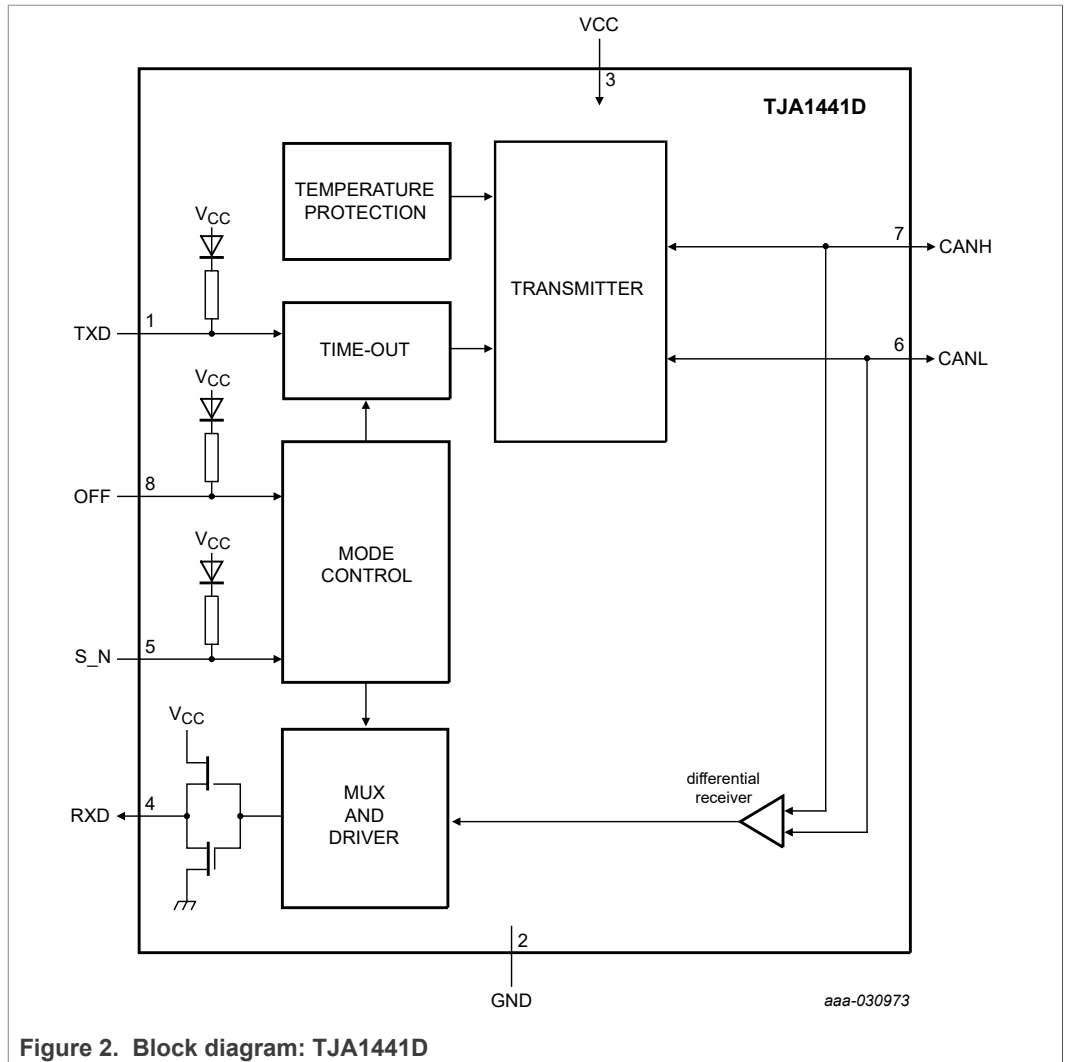 VCC
3
TJA1441D
TEMPERATURE
PROTECTION
VCC
7
CANH
TRANSMITTER
1
TXD
TIME-OUT
6
CANL
VCC
8
OFF
MODE
CONTROL
VCC
5
S_N
VCC
MUX
AND
DRIVER
differential
receiver
4
RXD
2
GND
aaa-030973
Figure 2. Block diagram: TJA1441D